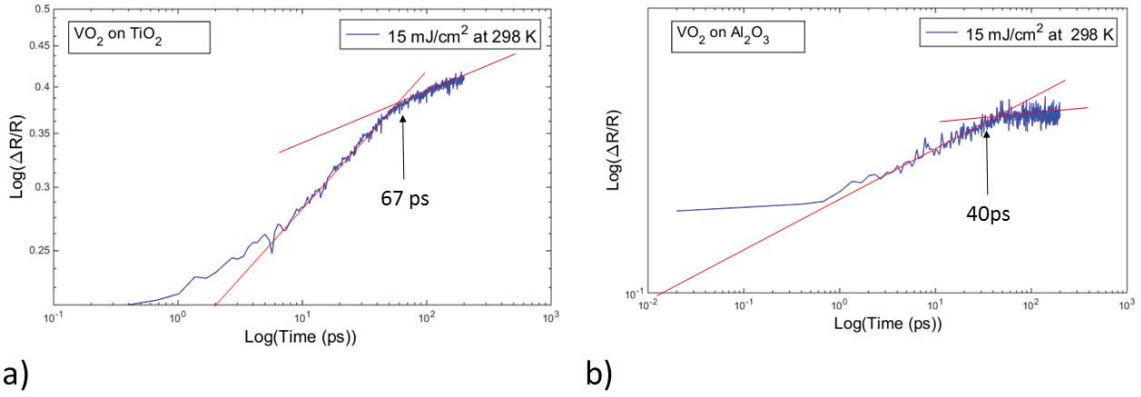 VO₂ on TiO₂
15 mJ/cm² at 298 K
0.5
0.45
0.4
0.35
0.3
0.25
Log(ΔR/R)
67 ps
10⁻¹ 10⁰ 10¹ 10² 10³
Log(Time (ps))
a)
VO₂ on Al₂O₃
15 mJ/cm² at 298 K
Log(ΔR/R)
40ps
10⁻¹
10⁻² 10⁻¹ 10⁰ 10¹ 10² 10³
Log(Time (ps))
b)